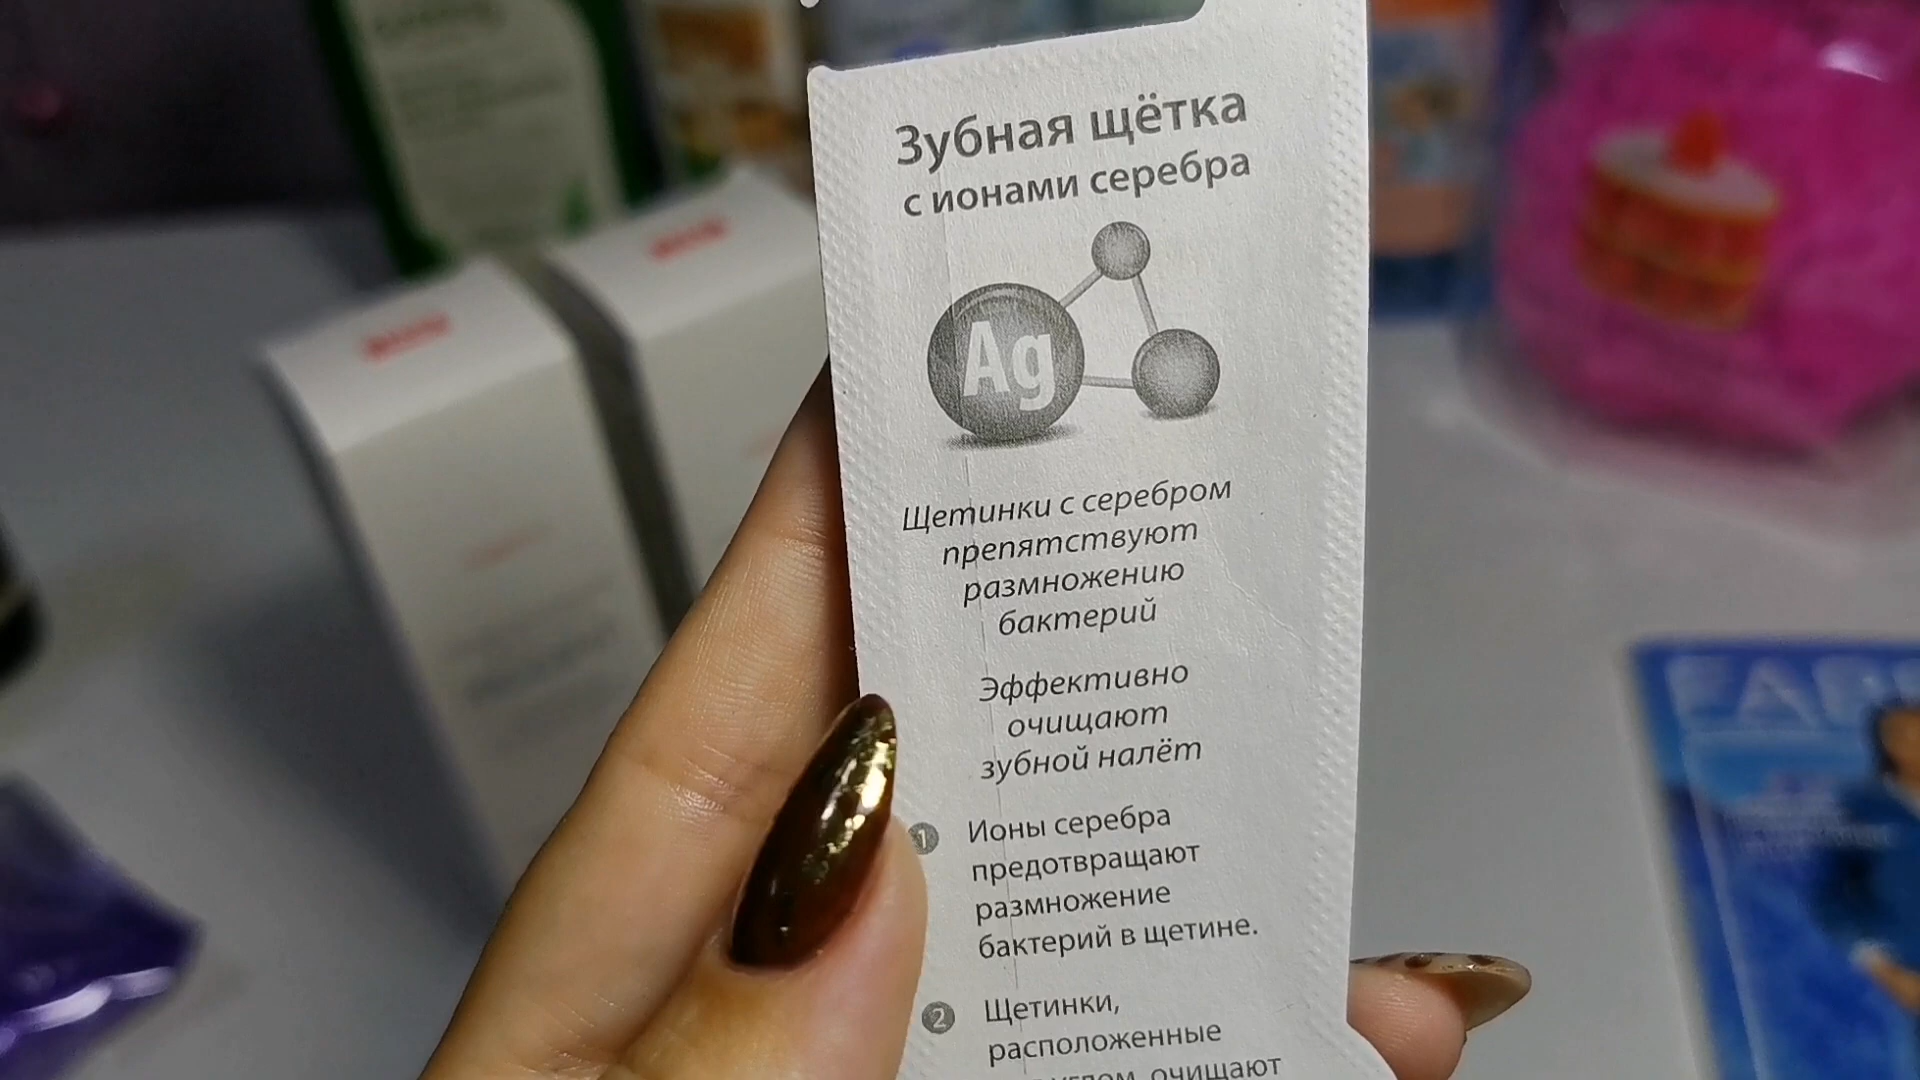 Зубная щётка
с ионами серебра
Ag
Щетинки с серебром
препятствуют
размножению
бактерий
Эффективно
очищают
зубной налёт
1 Ионы серебра
предотвращают
размножение
бактерий в щетине.
2 Щетинки,
расположенные
очищают